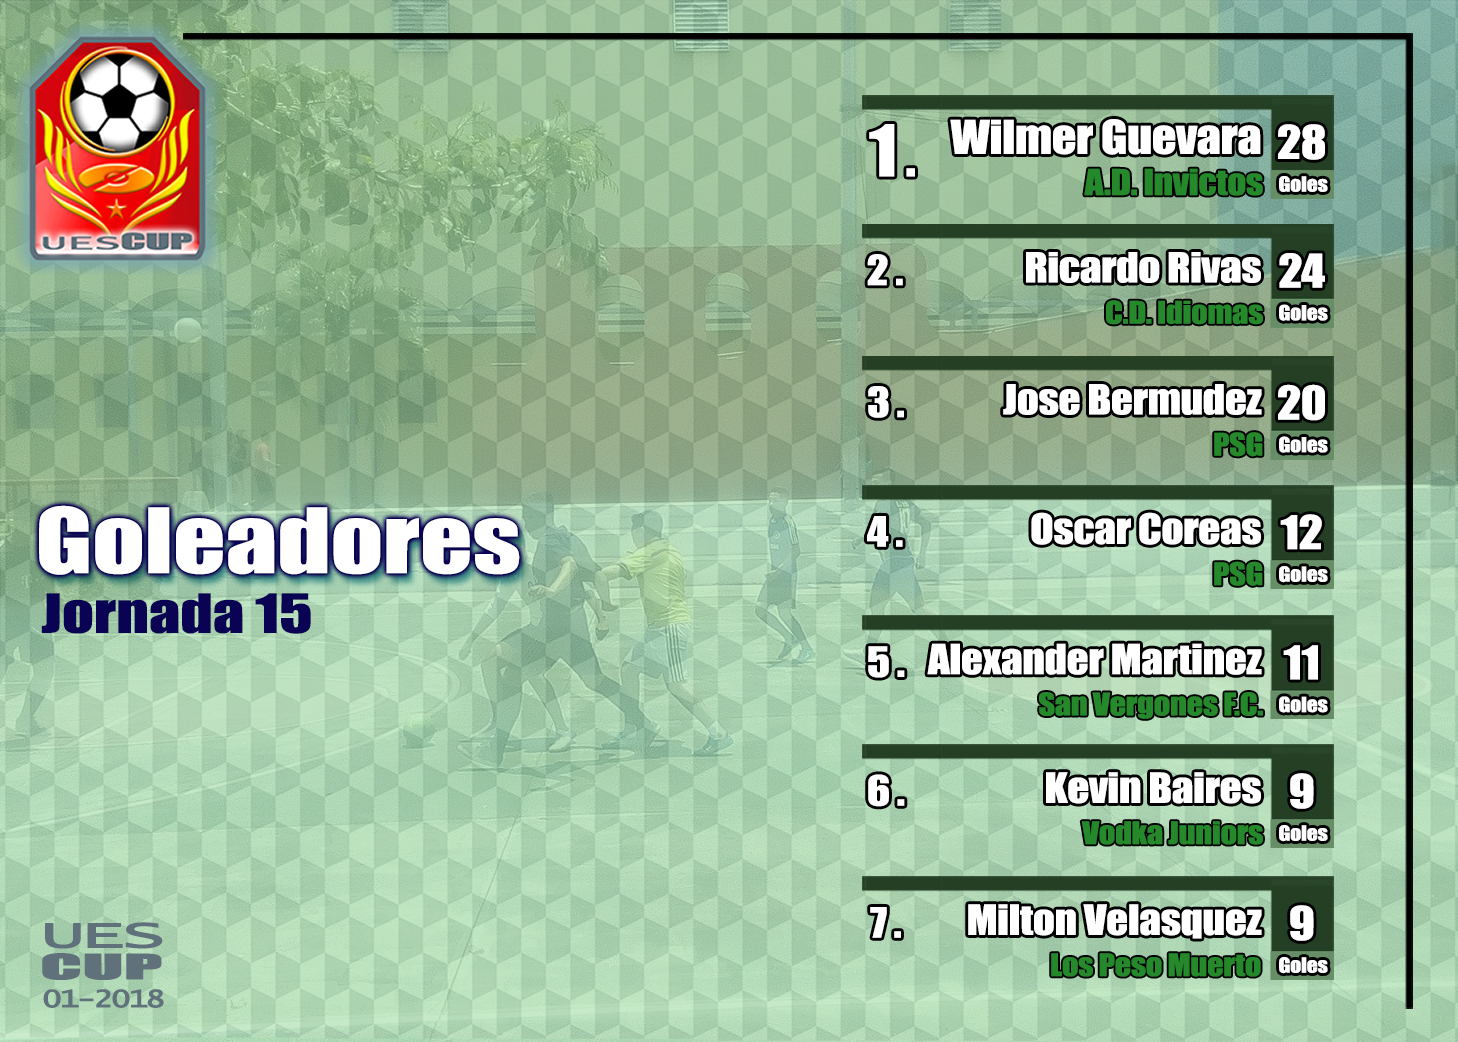 UESCUP
Goleadores
Jornada 15
1. Wilmer Guevara 28
A.D. Invictos Goles
2. Ricardo Rivas 24
C.D. Idiomas Goles
3. Jose Bermudez 20
PSG Goles
4. Oscar Coreas 12
PSG Goles
5. Alexander Martinez 11
San Vergones F.C. Goles
6. Kevin Baires 9
Vodka Juniors Goles
7. Milton Velasquez 9
Los Peso Muerto Goles
UES
CUP
01-2018